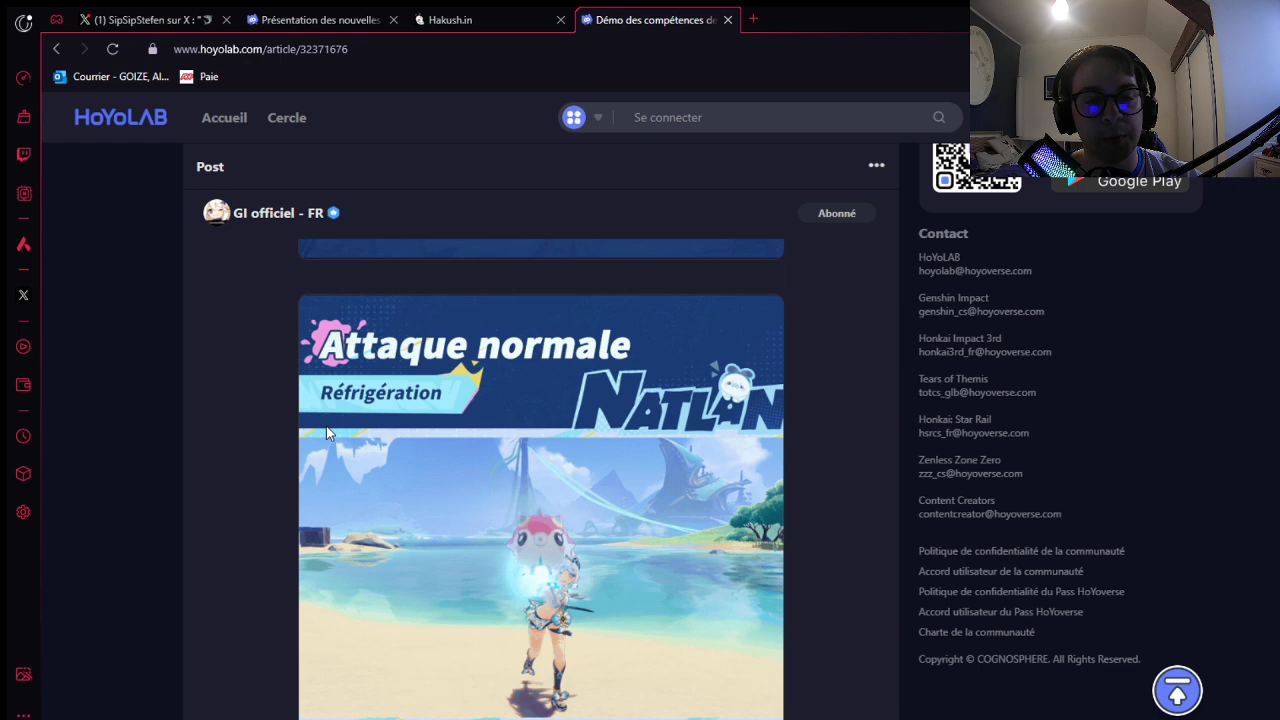 (1) SipSipStefen sur X : "
Présentation des nouvelles
Hakush.in
Démo des compétences de
www.hoyolab.com/article/32371676
Courrier - GOIZE, Al...
Paie
HoYoLAB
Accueil
Cercle
Se connecter
Post
GI officiel - FR
Abonné
Attaque normale
Réfrigération
NATLAN
Google Play
Contact
HoYoLAB
hoyolab@hoyoverse.com
Genshin Impact
genshin_cs@hoyoverse.com
Honkai Impact 3rd
honkai3rd_fr@hoyoverse.com
Tears of Themis
totcs_glb@hoyoverse.com
Honkai: Star Rail
hsrcs_fr@hoyoverse.com
Zenless Zone Zero
zzz_cs@hoyoverse.com
Content Creators
contentcreator@hoyoverse.com
Politique de confidentialité de la communauté
Accord utilisateur de la communauté
Politique de confidentialité du Pass HoYoverse
Accord utilisateur du Pass HoYoverse
Charte de la communauté
Copyright © COGNOSPHERE. All Rights Reserved.